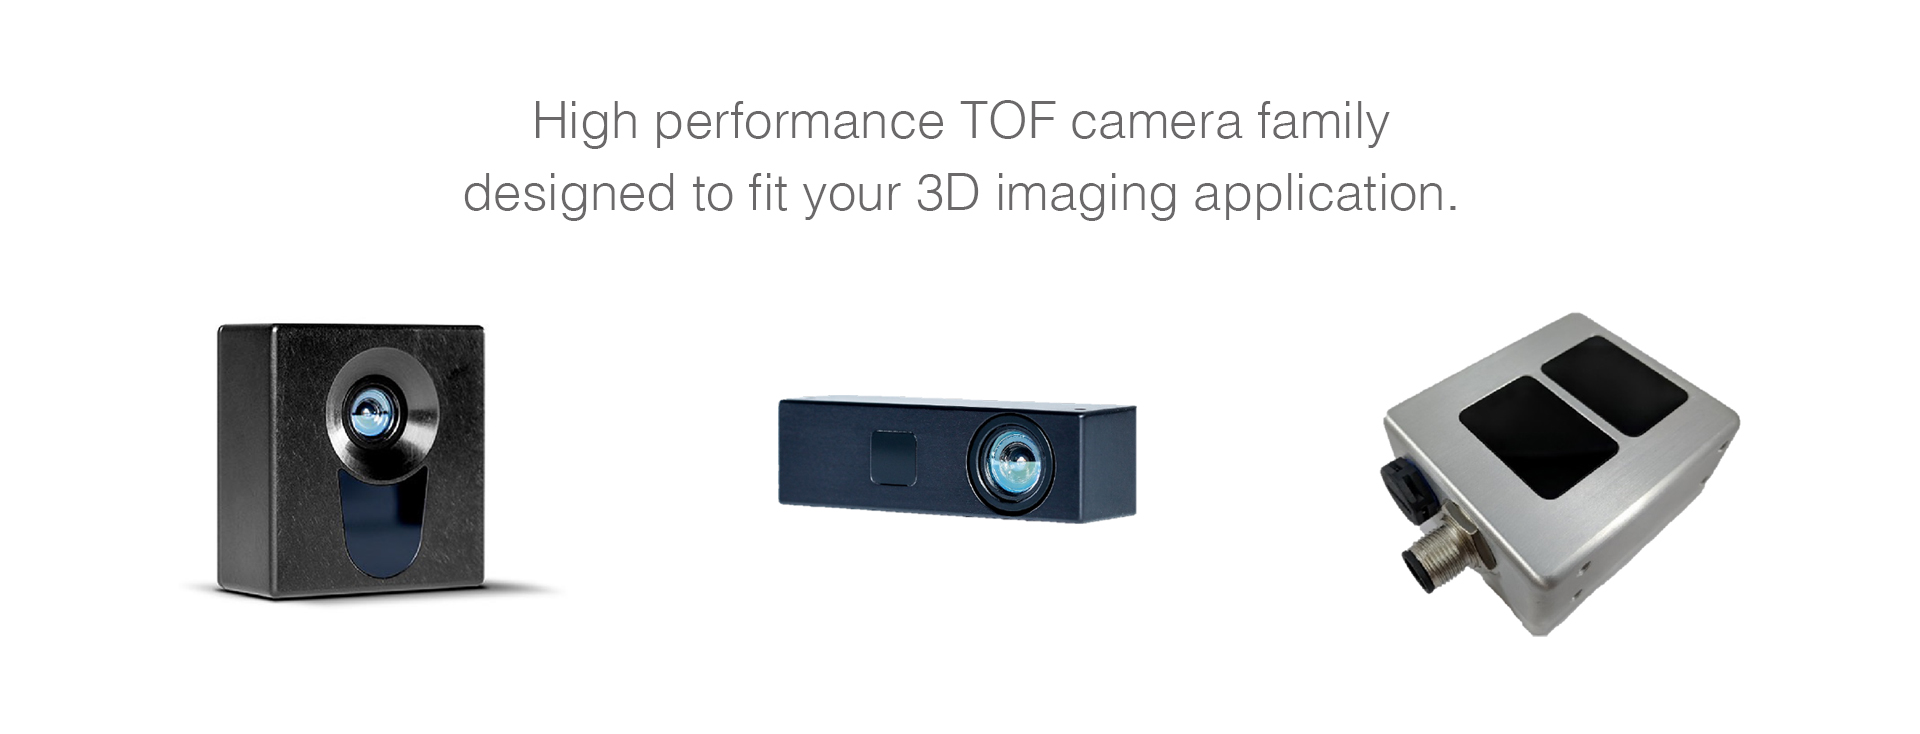 High performance TOF camera family
designed to fit your 3D imaging application.